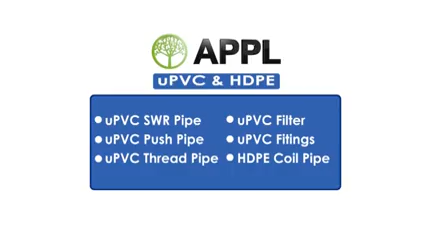 APPL
uPVC & HDPE
• uPVC SWR Pipe
• uPVC Push Pipe
• uPVC Thread Pipe
• uPVC Filter
• uPVC Fitings
• HDPE Coil Pipe